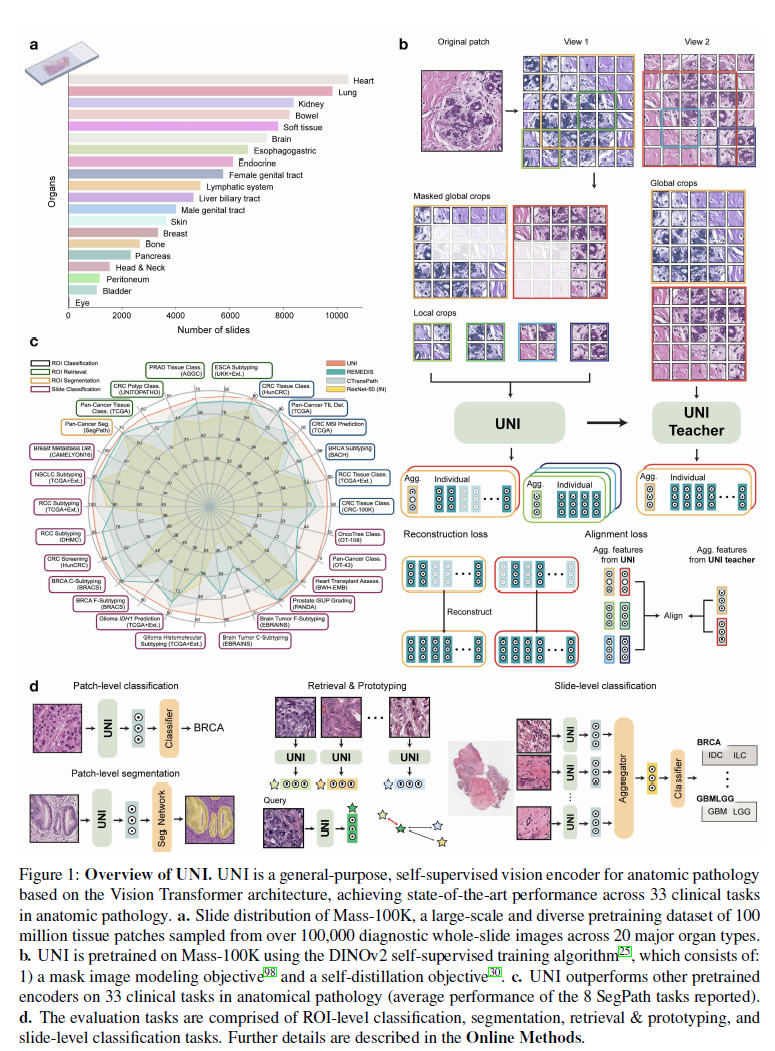 a
Heart
Lung
Kidney
Bowel
Soft tissue
Brain
Esophagogastric
Endocrine
Female genital tract
Lymphatic system
Liver biliary tract
Male genital tract
Skin
Breast
Bone
Pancreas
Head & Neck
Peritoneum
Bladder
Eye
Organs
0 2000 4000 6000 8000 10000
Number of slides
b
Original patch
View 1
View 2
Masked global crops
Global crops
Local crops
UNI
UNI
Teacher
Agg. Individual
Agg. Individual
Agg. Individual
Reconstruction loss
Reconstruct
Alignment loss
Agg. features
from UNI
Agg. features
from UNI teacher
Align
c
ROI Classification
ROI Retrieval
ROI Segmentation
Slide Classification
UNI
REMEDIS
CTransPath
ResNet-50 (IN)
PRAD Tissue Class.
(AGGC)
ESCA Subtyping
(UKK+Ext.)
CRC Polyp Class.
(UNITOPATHO)
CRC Tissue Class.
(HunCRC)
Pan-Cancer Tissue
Class. (TCGA)
Pan-Cancer TIL Det.
(TCGA)
Pan-Cancer Seg.
(SegPath)
CRC MSI Prediction
(TCGA)
Breast Metastasis Det.
(CAMELYON16)
BRCA Subtyping
(BACH)
NSCLC Subtyping
(TCGA+Ext.)
RCC Tissue Class.
(TCGA+Ext.)
RCC Subtyping
(TCGA+Ext.)
CRC Tissue Class.
(CRC-100K)
RCC Subtyping
(DHMC)
OncoTree Class.
(OT-108)
CRC Screening
(HunCRC)
Pan-Cancer Class.
(OT-43)
BRCA C-Subtyping
(BRACS)
Heart Transplant Assess.
(BWH-EMB)
BRCA F-Subtyping
(BRACS)
Prostate ISUP Grading
(PANDA)
Glioma IDH1 Prediction
(TCGA+Ext.)
Brain Tumor F-Subtyping
(EBRAINS)
Glioma Histomolecular
Subtyping (TCGA+Ext.)
Brain Tumor C-Subtyping
(EBRAINS)
d
Patch-level classification
UNI
Classifier
BRCA
Patch-level segmentation
UNI
Seg. Network
Retrieval & Prototyping
UNI UNI UNI
Query
UNI
Slide-level classification
UNI
UNI
UNI
Aggregator
Classifier
BRCA
IDC ILC
GBMLGG
GBM LGG
Figure 1: Overview of UNI. UNI is a general-purpose, self-supervised vision encoder for anatomic pathology
based on the Vision Transformer architecture, achieving state-of-the-art performance across 33 clinical tasks
in anatomic pathology. a. Slide distribution of Mass-100K, a large-scale and diverse pretraining dataset of 100
million tissue patches sampled from over 100,000 diagnostic whole-slide images across 20 major organ types.
b. UNI is pretrained on Mass-100K using the DINOv2 self-supervised training algorithm25, which consists of:
1) a mask image modeling objective98 and a self-distillation objective30. c. UNI outperforms other pretrained
encoders on 33 clinical tasks in anatomical pathology (average performance of the 8 SegPath tasks reported).
d. The evaluation tasks are comprised of ROI-level classification, segmentation, retrieval & prototyping, and
slide-level classification tasks. Further details are described in the Online Methods.